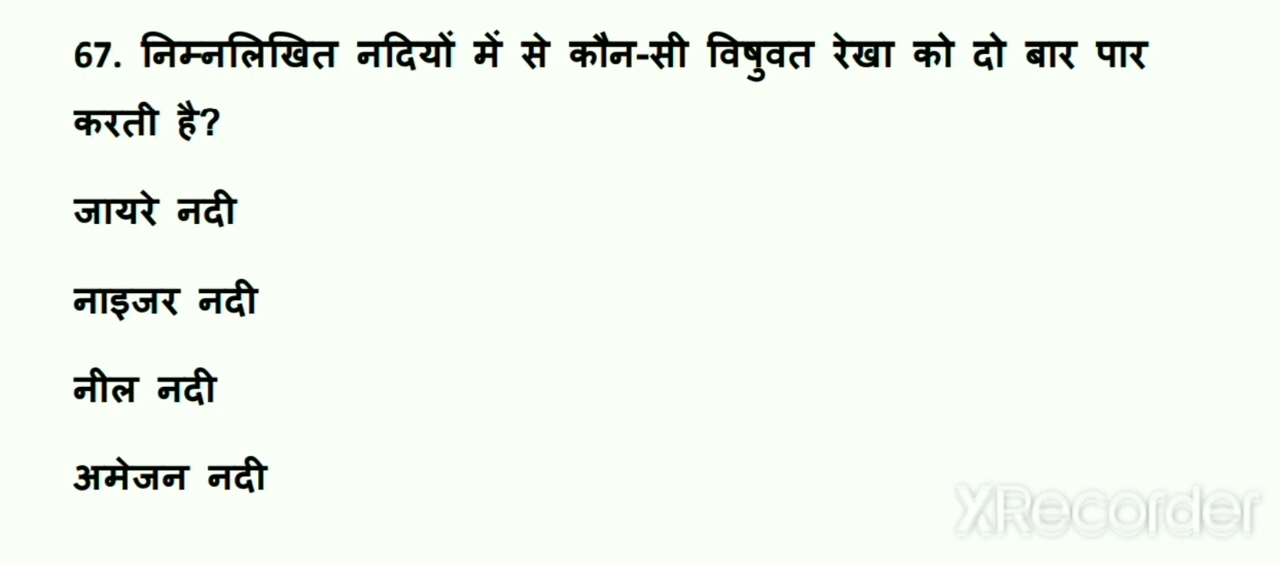 67. निम्नलिखित नदियों में से कौन-सी विषुवत रेखा को दो बार पार
करती है?
जायरे नदी
नाइजर नदी
नील नदी
अमेजन नदी
XRecorder